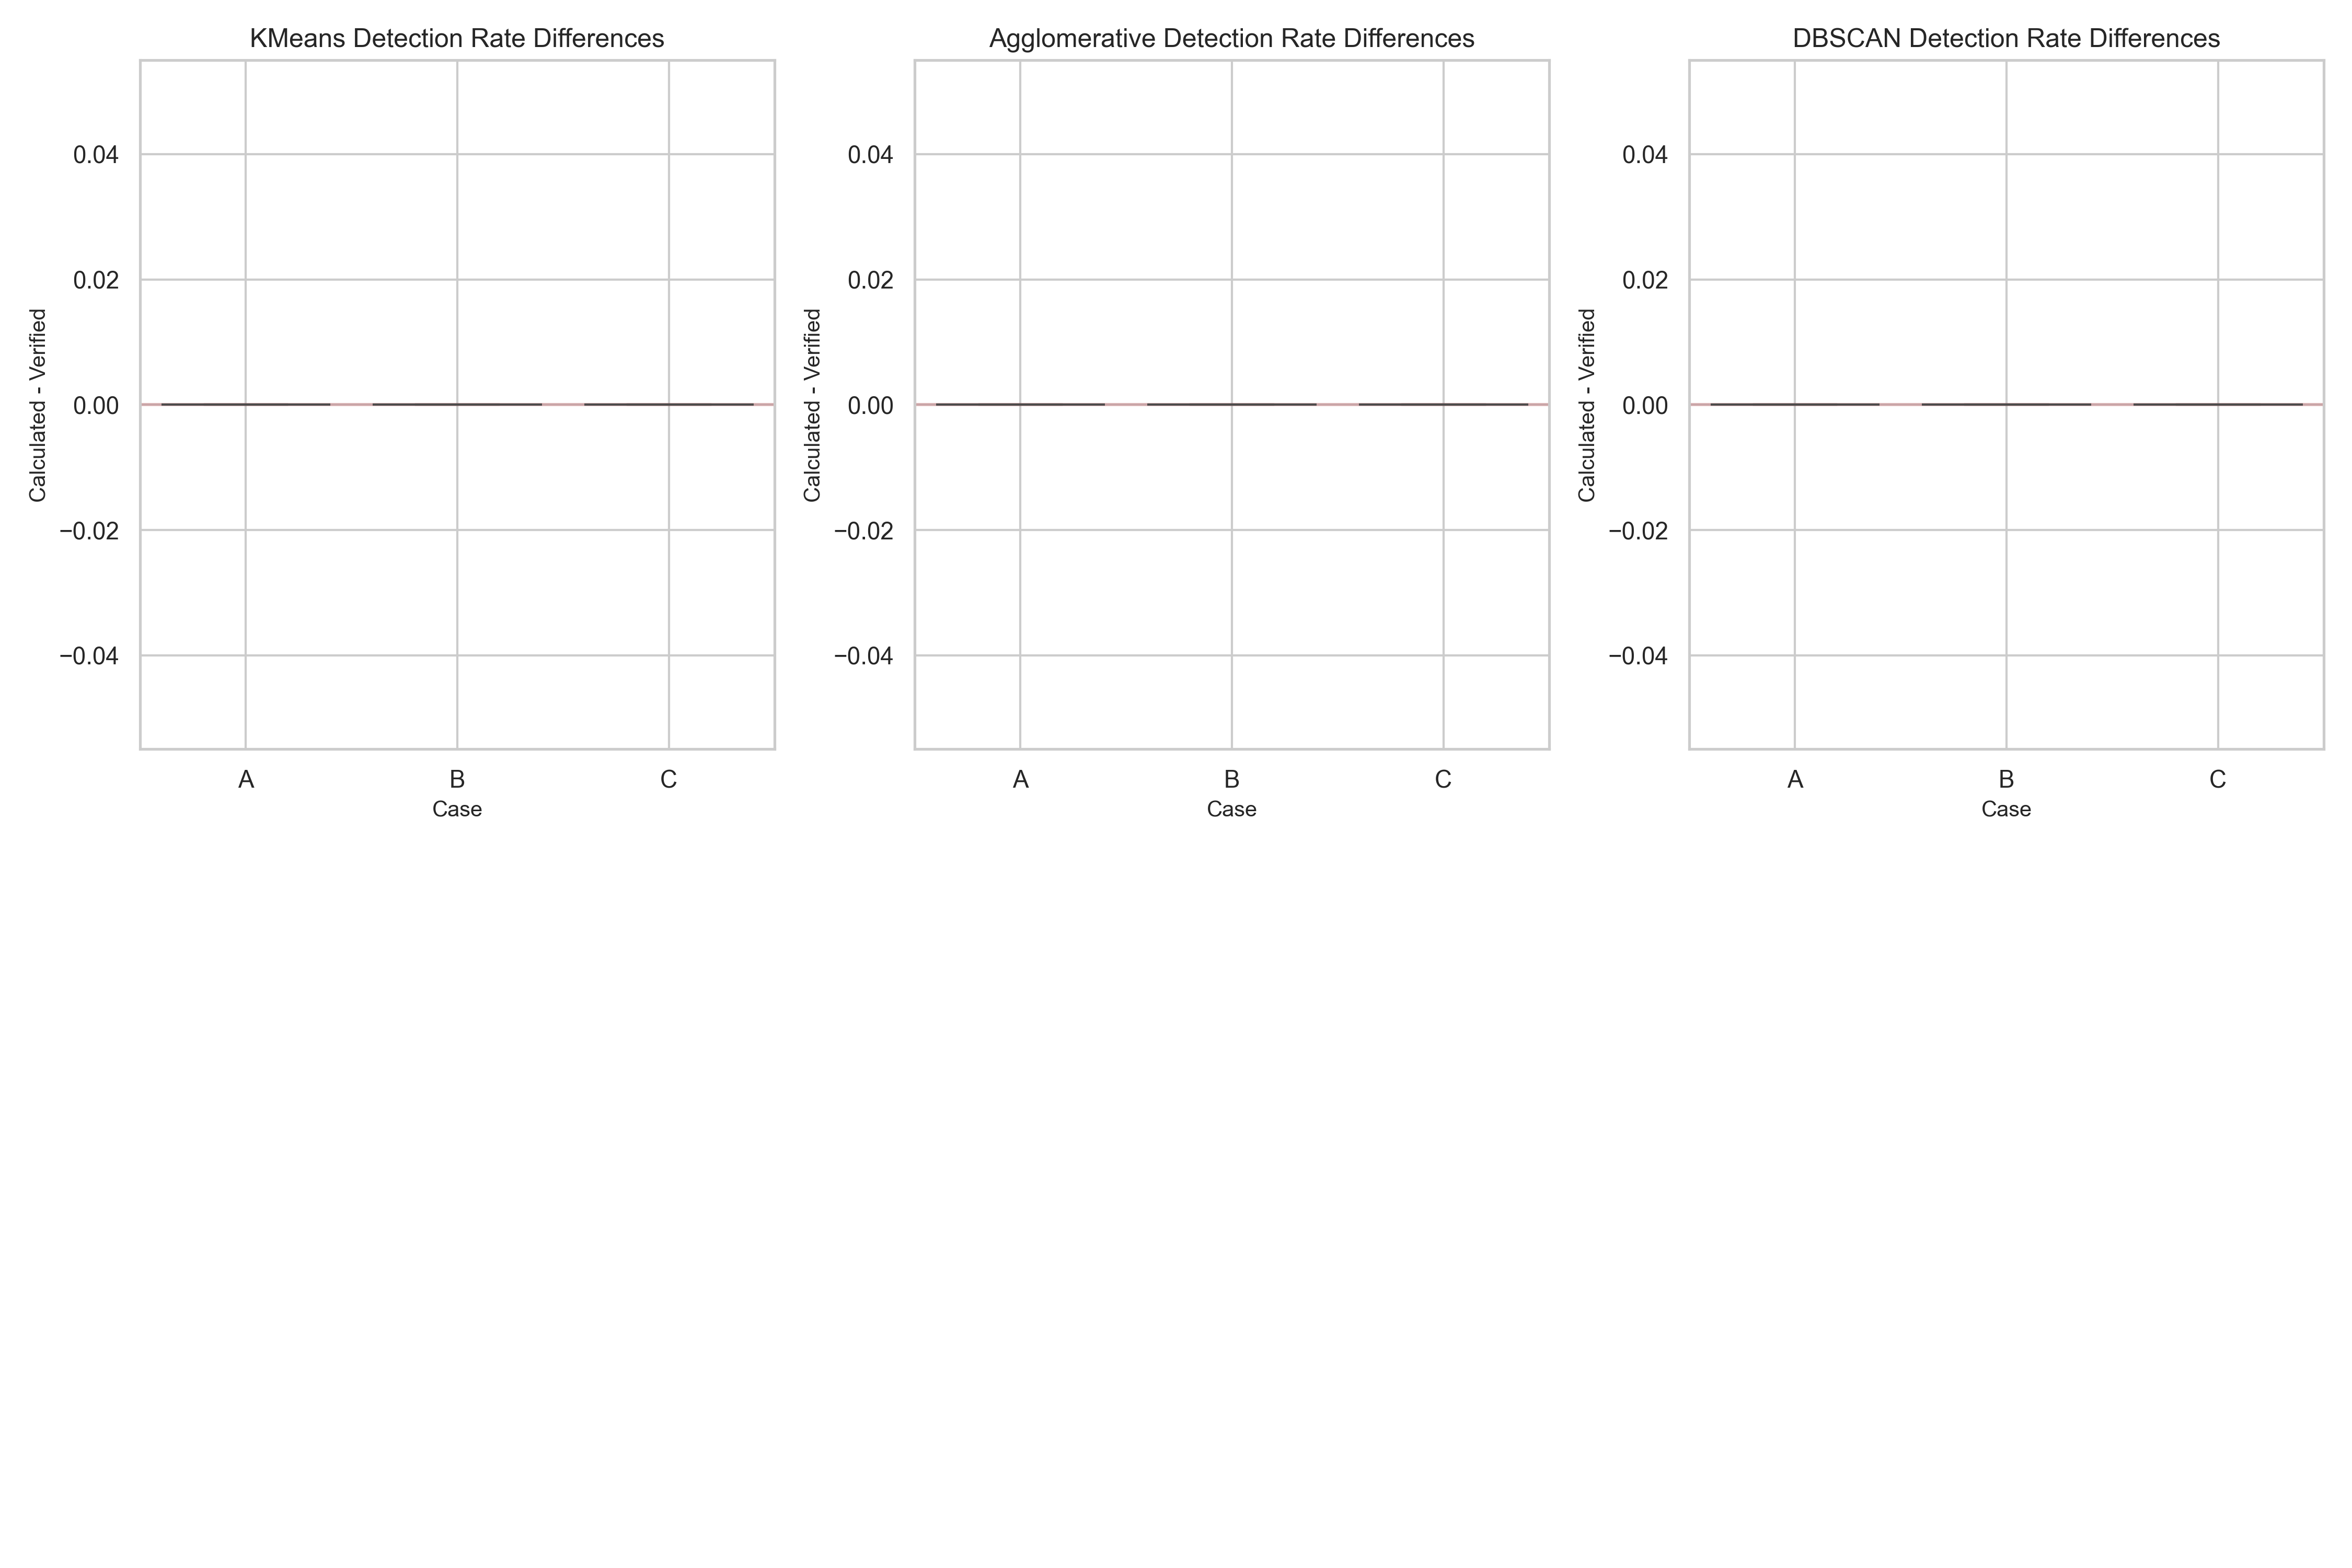 KMeans Detection Rate Differences
Calculated - Verified
0.04
0.02
0.00
−0.02
−0.04
A B C
Case
Agglomerative Detection Rate Differences
Calculated - Verified
0.04
0.02
0.00
−0.02
−0.04
A B C
Case
DBSCAN Detection Rate Differences
Calculated - Verified
0.04
0.02
0.00
−0.02
−0.04
A B C
Case